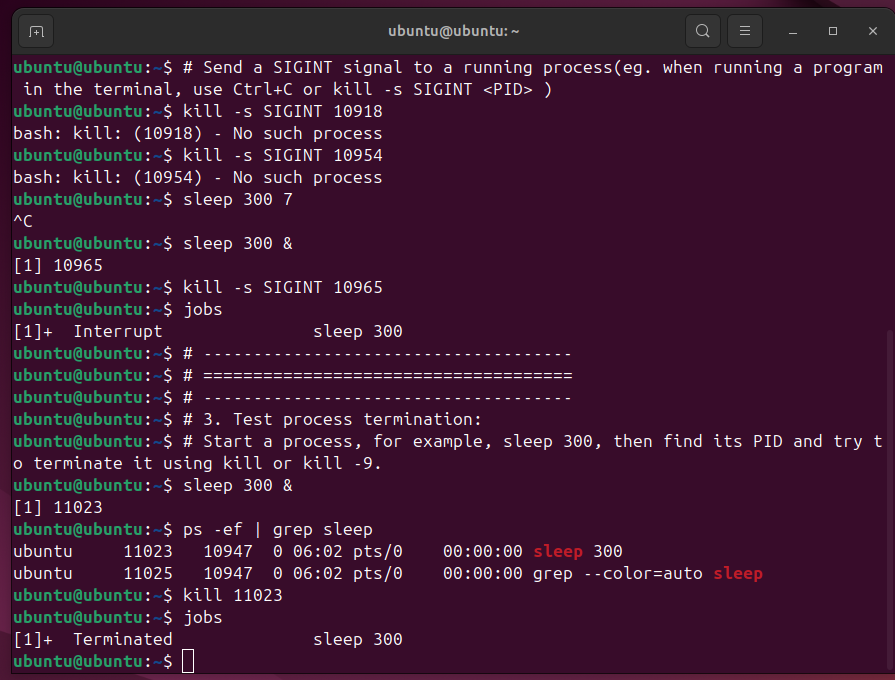 ubuntu@ubuntu: ~
ubuntu@ubuntu:~$ # Send a SIGINT signal to a running process(eg. when running a program
 in the terminal, use Ctrl+C or kill -s SIGINT <PID> )
ubuntu@ubuntu:~$ kill -s SIGINT 10918
bash: kill: (10918) - No such process
ubuntu@ubuntu:~$ kill -s SIGINT 10954
bash: kill: (10954) - No such process
ubuntu@ubuntu:~$ sleep 300 7
^C
ubuntu@ubuntu:~$ sleep 300 &
[1] 10965
ubuntu@ubuntu:~$ kill -s SIGINT 10965
ubuntu@ubuntu:~$ jobs
[1]+  Interrupt               sleep 300
ubuntu@ubuntu:~$ # -------------------------------------
ubuntu@ubuntu:~$ # =====================================
ubuntu@ubuntu:~$ # -------------------------------------
ubuntu@ubuntu:~$ # 3. Test process termination:
ubuntu@ubuntu:~$ # Start a process, for example, sleep 300, then find its PID and try t
o terminate it using kill or kill -9.
ubuntu@ubuntu:~$ sleep 300 &
[1] 11023
ubuntu@ubuntu:~$ ps -ef | grep sleep
ubuntu     11023   10947  0 06:02 pts/0    00:00:00 sleep 300
ubuntu     11025   10947  0 06:02 pts/0    00:00:00 grep --color=auto sleep
ubuntu@ubuntu:~$ kill 11023
ubuntu@ubuntu:~$ jobs
[1]+  Terminated              sleep 300
ubuntu@ubuntu:~$